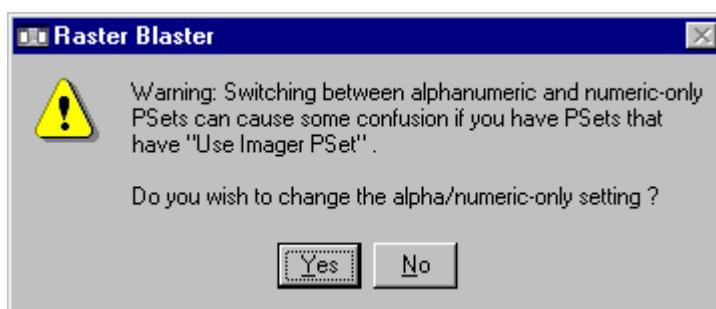 Raster Blaster
Warning: Switching between alphanumeric and numeric-only
PSets can cause some confusion if you have PSets that
have "Use Imager PSet" .
Do you wish to change the alpha/numeric-only setting ?
Yes No